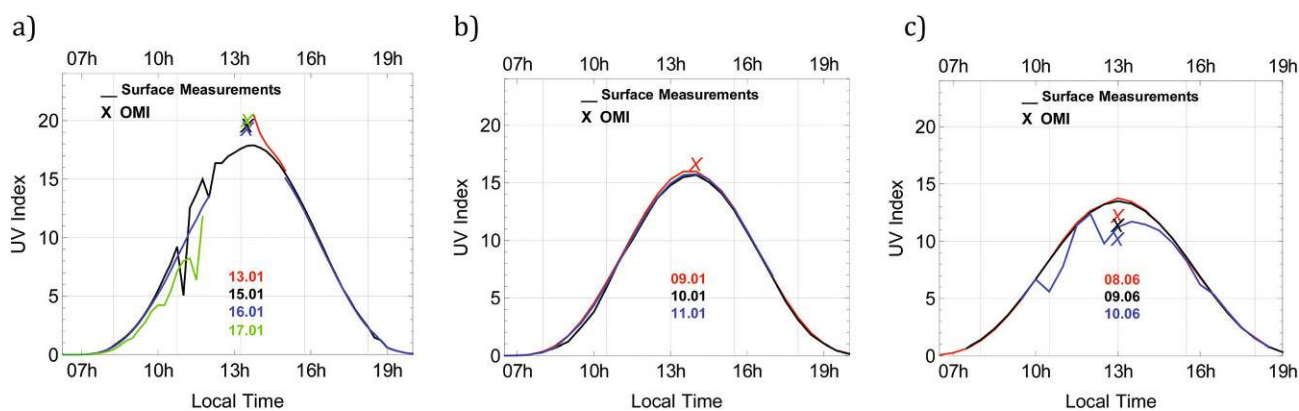 a)
07h 10h 13h 16h 19h
__ Surface Measurements
X OMI
20
15
10
5
0
UV Index
13.01
15.01
16.01
17.01
07h 10h 13h 16h 19h
Local Time
b)
07h 10h 13h 16h 19h
__ Surface Measurements
X OMI
20
15
10
5
0
UV Index
09.01
10.01
11.01
07h 10h 13h 16h 19h
Local Time
c)
07h 10h 13h 16h 19h
__ Surface Measurements
X OMI
20
15
10
5
0
UV Index
08.06
09.06
10.06
07h 10h 13h 16h 19h
Local Time